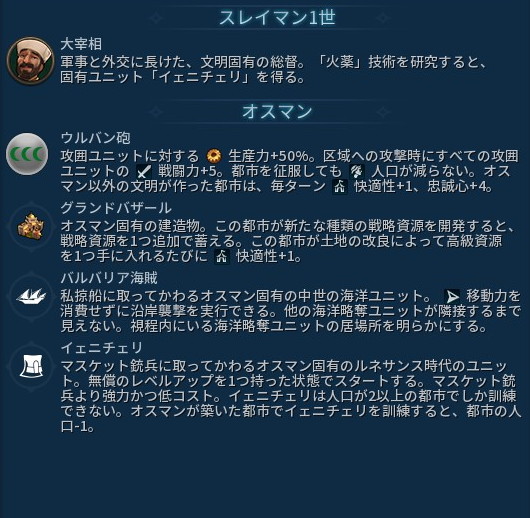 スレイマン1世
大宰相
軍事と外交に長けた、文明固有の総督。「火薬」技術を研究すると、
固有ユニット「イェニチェリ」を得る。
オスマン
ウルバン砲
攻囲ユニットに対する 生産力+50%。区域への攻撃時にすべての攻囲
ユニットの 戦闘力+5。都市を征服しても 人口が減らない。オス
マン以外の文明が作った都市は、毎ターン 快適性+1、忠誠心+4。
グランドバザール
オスマン固有の建造物。この都市が新たな種類の戦略資源を開発すると、
戦略資源を1つ追加で蓄える。この都市が土地の改良によって高級資源
を1つ手に入れるたびに 快適性+1。
バルバリア海賊
私掠船に取ってかわるオスマン固有の中世の海洋ユニット。 移動力を
消費せずに沿岸襲撃を実行できる。他の海洋略奪ユニットが隣接するまで
見えない。視程内にいる海洋略奪ユニットの居場所を明らかにする。
イェニチェリ
マスケット銃兵に取ってかわるオスマン固有のルネサンス時代のユニッ
ト。無償のレベルアップを1つ持った状態でスタートする。マスケット銃
兵より強力かつ低コスト。イェニチェリは人口が2以上の都市でしか訓練
できない。オスマンが築いた都市でイェニチェリを訓練すると、都市の人
口-1。